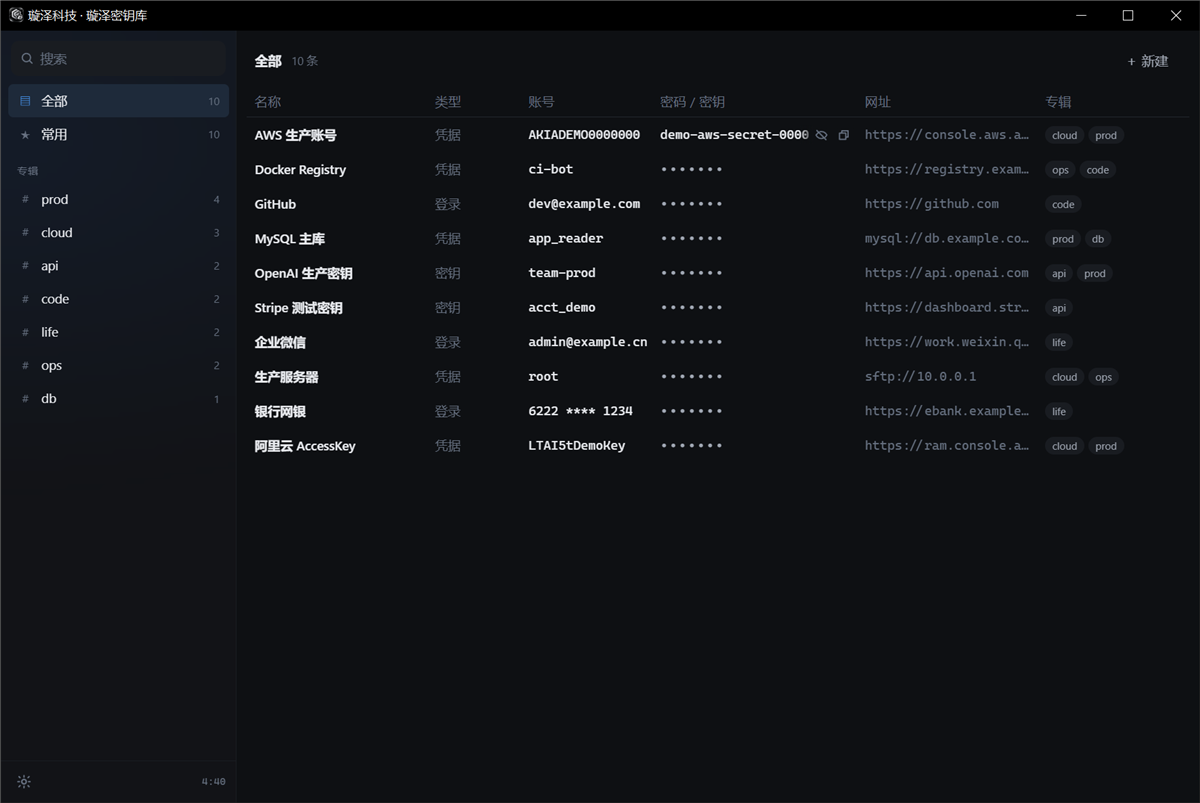 璇泽科技 · 璇泽密钥库
搜索
全部 10
常用 10
专辑
# prod 4
# cloud 3
# api 2
# code 2
# life 2
# ops 2
# db 1
4:40
全部 10 条
+ 新建
名称 类型 账号 密码 / 密钥 网址 专辑
AWS 生产账号 凭据 AKIADEMO0000000 demo-aws-secret-0000 https://console.aws.a… cloud prod
Docker Registry 凭据 ci-bot ••••••• https://registry.exam… ops code
GitHub 登录 dev@example.com ••••••• https://github.com code
MySQL 主库 凭据 app_reader ••••••• mysql://db.example.co… prod db
OpenAI 生产密钥 密钥 team-prod ••••••• https://api.openai.com api prod
Stripe 测试密钥 密钥 acct_demo ••••••• https://dashboard.str… api
企业微信 登录 admin@example.cn ••••••• https://work.weixin.q… life
生产服务器 凭据 root ••••••• sftp://10.0.0.1 cloud ops
银行网银 登录 6222 **** 1234 ••••••• https://ebank.example… life
阿里云 AccessKey 凭据 LTAI5tDemoKey ••••••• https://ram.console.a… cloud prod